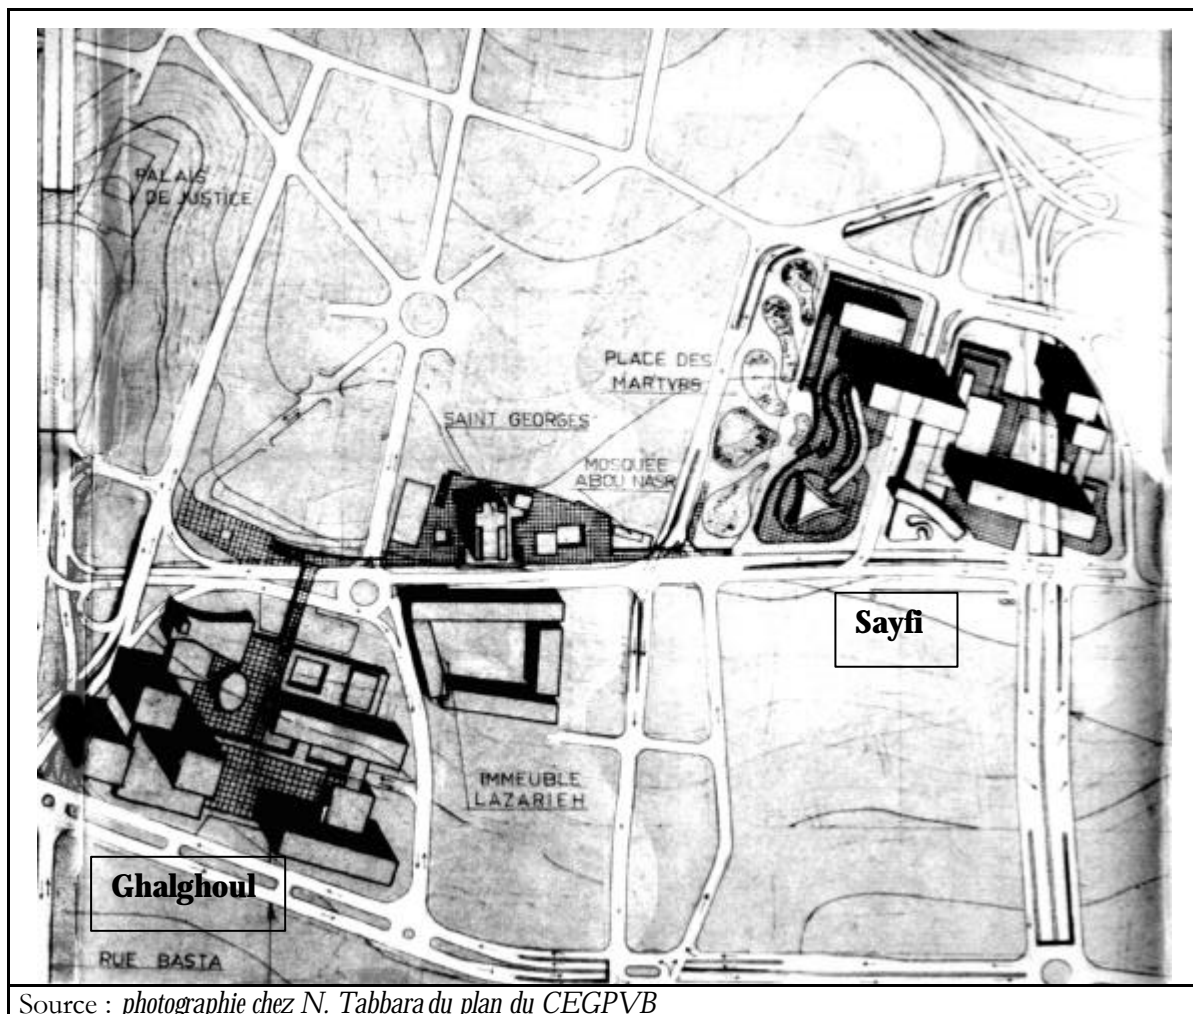 PALAIS
DE JUSTICE
PLACE DES
MARTYRS
SAINT GEORGES
MOSQUEE
ABOU NASR
Sayfi
IMMEUBLE
LAZARIEH
Ghalghoul
RUE BASTA
Source : photographie chez N. Tabbara du plan du CEGPVB